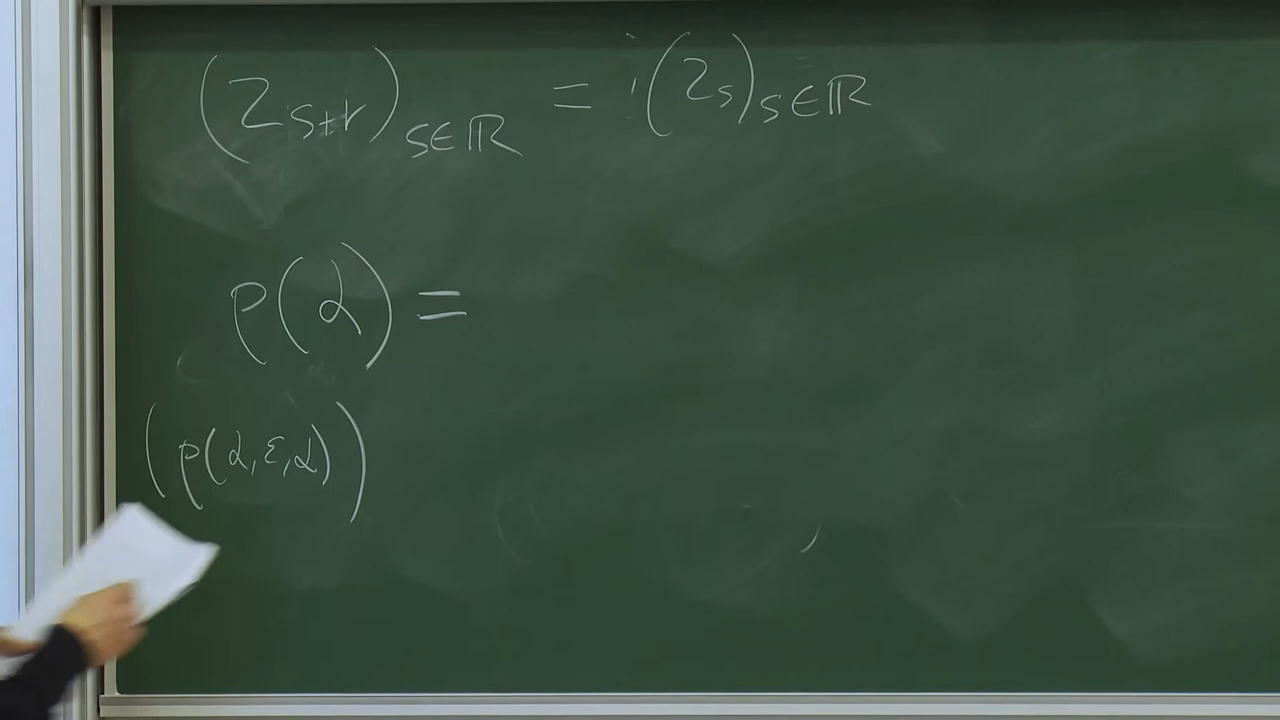 (Z_{s+r})_{s∈ℝ} = (Z_s)_{s∈ℝ}
p(α) =
(p(α, ε, α))